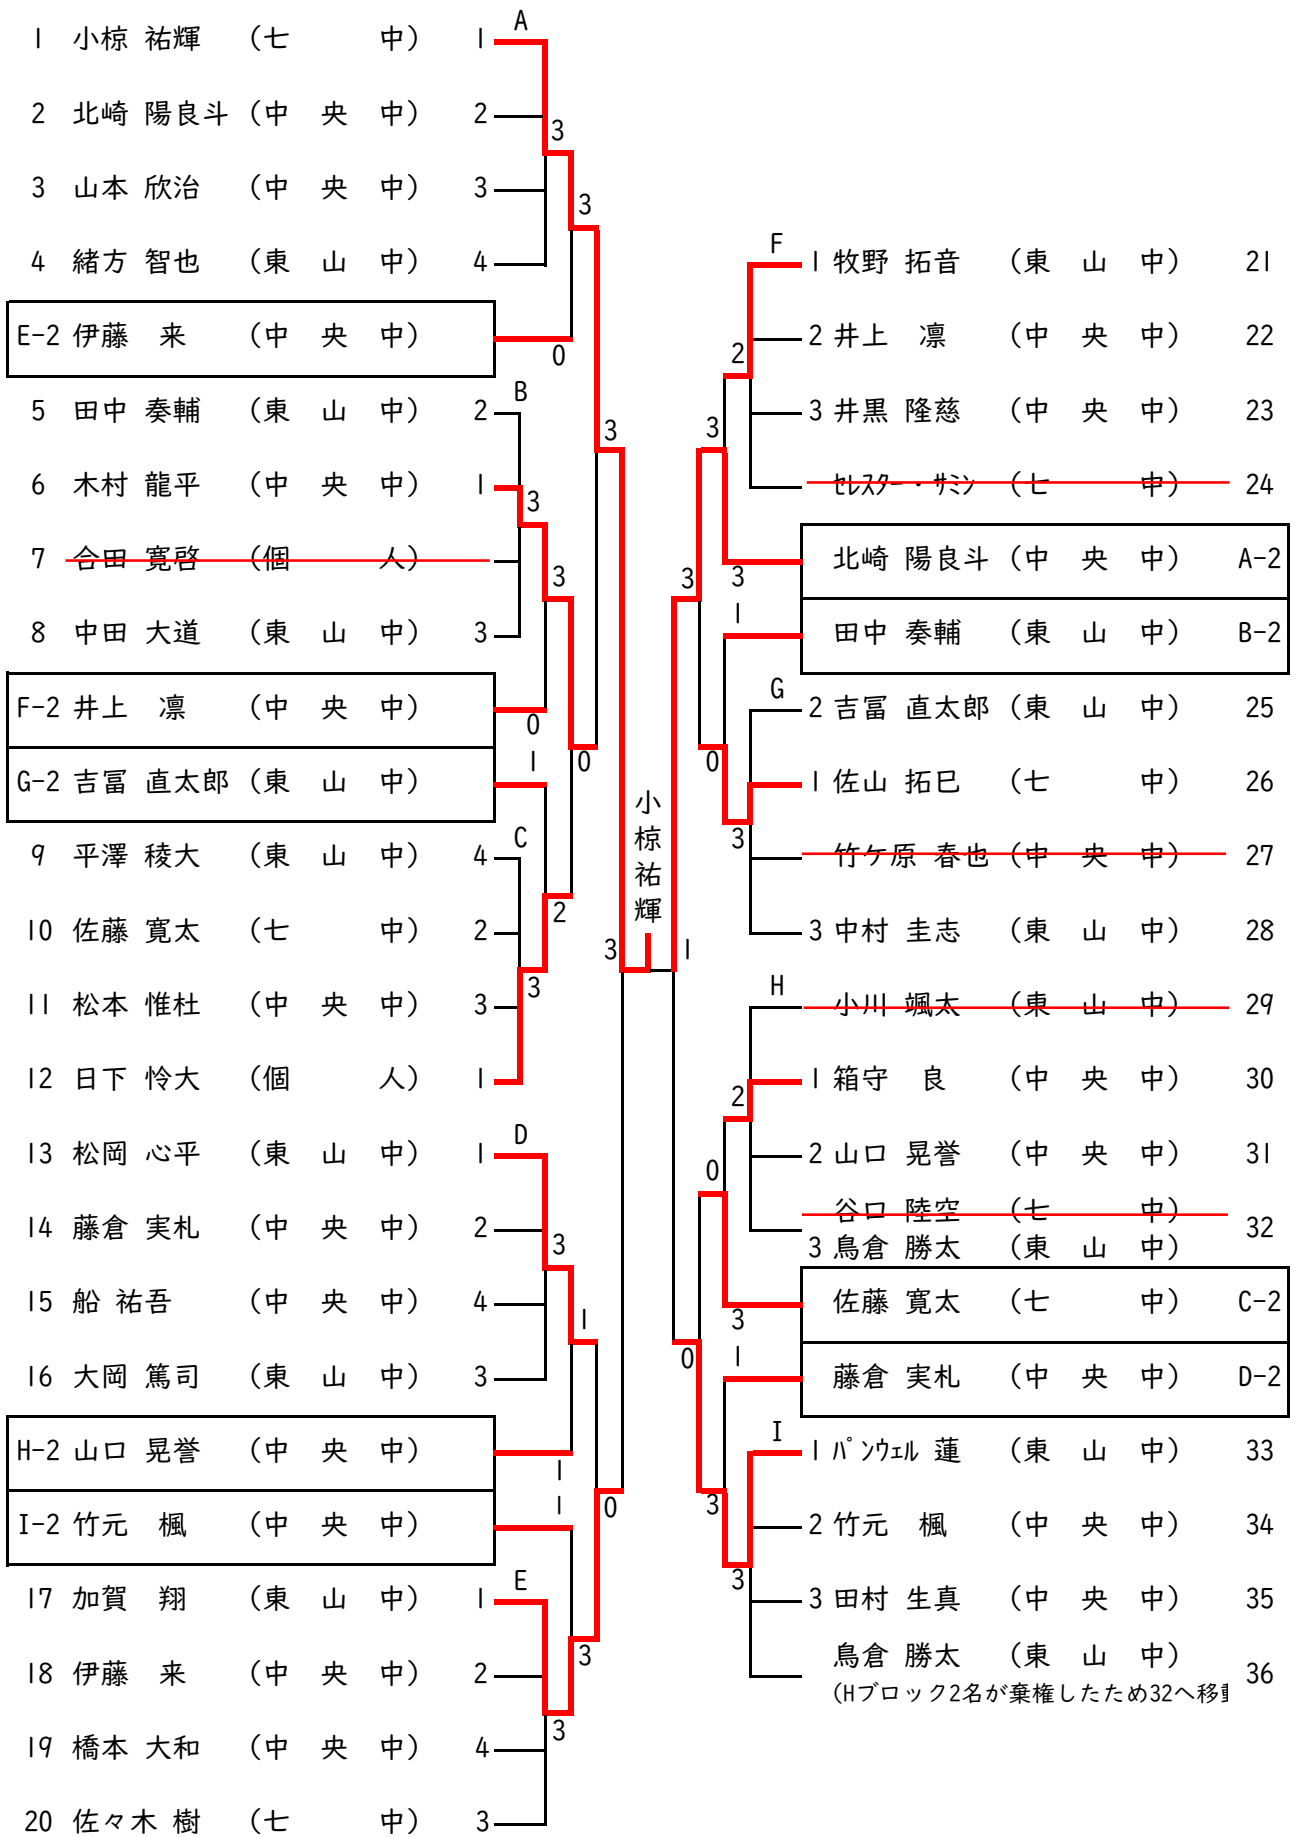 A
1 小椋 祐輝 (七 中) 1
2 北崎 陽良斗 (中 央 中) 2
3
3 山本 欣治 (中 央 中) 3
3
4 緒方 智也 (東 山 中) 4
E-2 伊藤 来 (中 央 中)
0
B
5 田中 奏輔 (東 山 中) 2
3
6 木村 龍平 (中 央 中) 1
3
7 合田 寛啓 (個 人)
3
8 中田 大道 (東 山 中) 3
F-2 井上 凛 (中 央 中)
0
1
0
G-2 吉冨 直太郎 (東 山 中)
C
9 平澤 稜大 (東 山 中) 4
2
10 佐藤 寛太 (七 中) 2
3
11 松本 惟杜 (中 央 中) 3
12 日下 怜大 (個 人) 1
D
13 松岡 心平 (東 山 中) 1
14 藤倉 実札 (中 央 中) 2
3
15 船 祐吾 (中 央 中) 4
1
16 大岡 篤司 (東 山 中) 3
H-2 山口 晃誉 (中 央 中)
1
1
0
I-2 竹元 楓 (中 央 中)
E
17 加賀 翔 (東 山 中) 1
3
18 伊藤 来 (中 央 中) 2
3
19 橋本 大和 (中 央 中) 4
20 佐々木 樹 (七 中) 3
小椋祐輝
3
1
F
1 牧野 拓音 (東 山 中) 21
2 井上 凛 (中 央 中) 22
2
3 井黒 隆慈 (中 央 中) 23
3
セレスター・サミン (七 中) 24
北崎 陽良斗 (中 央 中) A-2
3
3
1
田中 奏輔 (東 山 中) B-2
G
2 吉冨 直太郎 (東 山 中) 25
0
1 佐山 拓巳 (七 中) 26
3
竹ケ原 春也 (中 央 中) 27
3 中村 圭志 (東 山 中) 28
H
小川 颯太 (東 山 中) 29
1 箱守 良 (中 央 中) 30
2
2 山口 晃誉 (中 央 中) 31
0
谷口 陸空 (七 中)
32
3 鳥倉 勝太 (東 山 中)
佐藤 寛太 (七 中) C-2
3
0
1
藤倉 実札 (中 央 中) D-2
I
1 パンウェル 蓮 (東 山 中) 33
3
2 竹元 楓 (中 央 中) 34
3
3 田村 生真 (中 央 中) 35
鳥倉 勝太 (東 山 中)
36
(Hブロック2名が棄権したため32へ移動